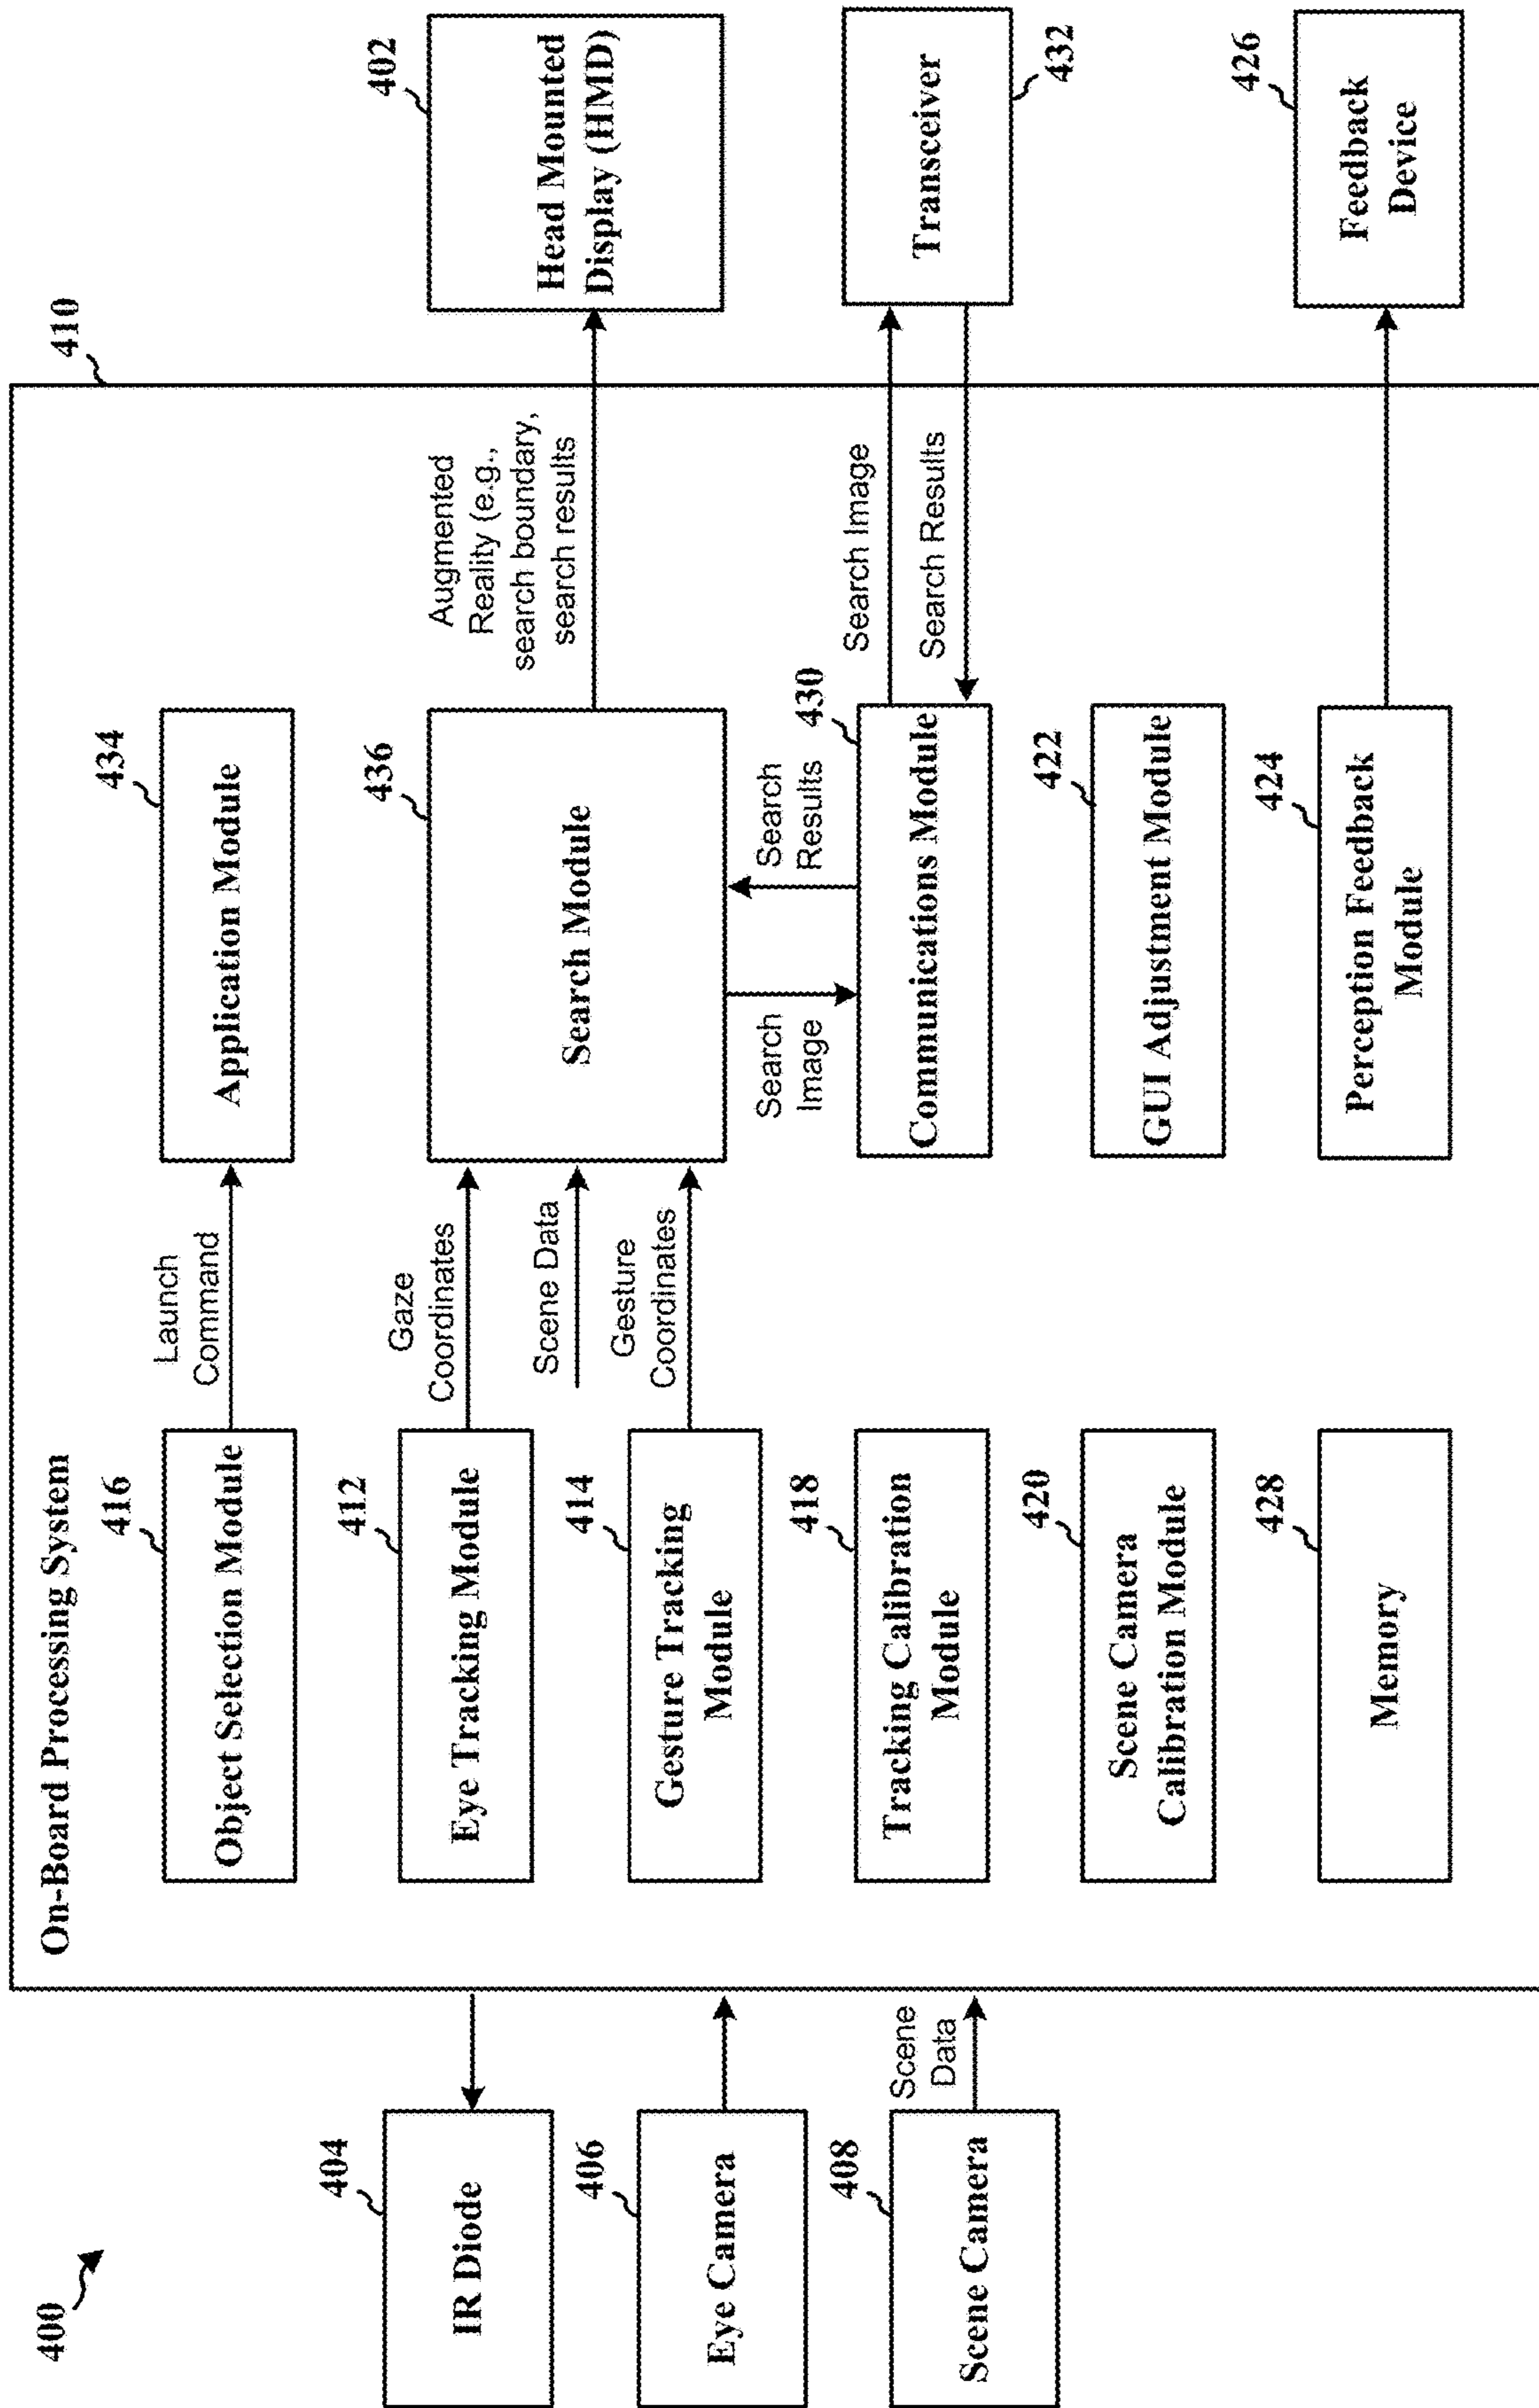 400
404
IR Diode
406
Eye Camera
408
Scene Camera
Scene
Data
410
On-Board Processing System
416
Object Selection Module
Launch
Command
434
Application Module
412
Eye Tracking Module
Gaze
Coordinates
Scene Data
414
Gesture Tracking
Module
Gesture
Coordinates
436
Search Module
Augmented
Reality (e.g.,
search boundary,
search results
402
Head Mounted
Display (HMD)
Search
Image
Search
Results
418
Tracking Calibration
Module
430
Communications Module
Search Image
Search Results
Transceiver
432
420
Scene Camera
Calibration Module
422
GUI Adjustment Module
428
Memory
424
Perception Feedback
Module
426
Feedback
Device